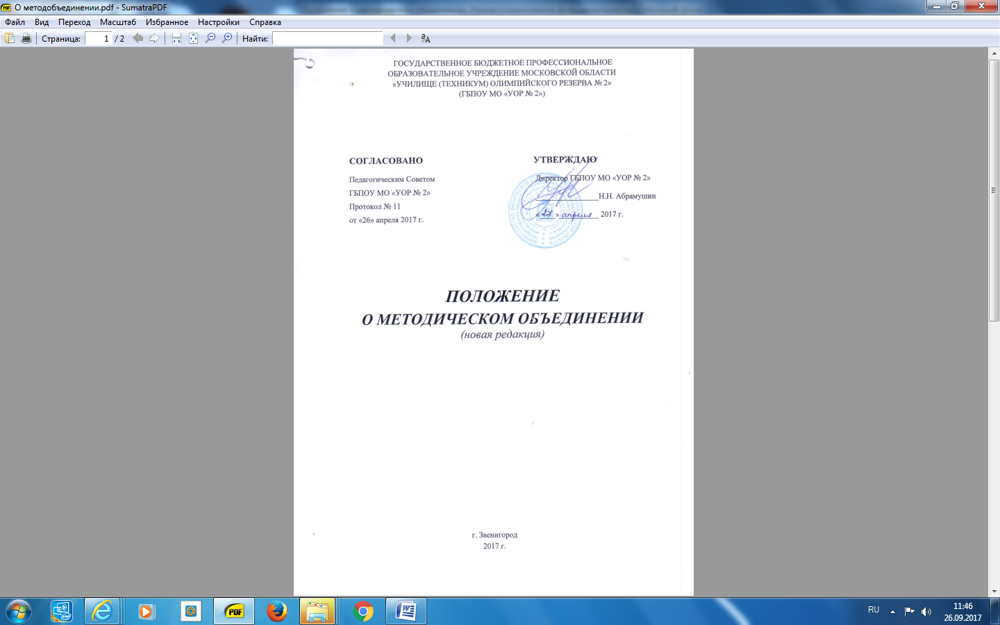 О методобъединении.pdf - SumatraPDF
Файл Вид Переход Масштаб Избранное Настройки Справка
Страница: 1 / 2 Найти:
ГОСУДАРСТВЕННОЕ БЮДЖЕТНОЕ ПРОФЕССИОНАЛЬНОЕ
ОБРАЗОВАТЕЛЬНОЕ УЧРЕЖДЕНИЕ МОСКОВСКОЙ ОБЛАСТИ
«УЧИЛИЩЕ (ТЕХНИКУМ) ОЛИМПИЙСКОГО РЕЗЕРВА № 2»
(ГБПОУ МО «УОР № 2»)
СОГЛАСОВАНО
Педагогическим Советом
ГБПОУ МО «УОР № 2»
Протокол № 11
от «26» апреля 2017 г.
УТВЕРЖДАЮ
Директор ГБПОУ МО «УОР № 2»
Н.Н. Абрамушин
«27» апреля 2017 г.
ПОЛОЖЕНИЕ
О МЕТОДИЧЕСКОМ ОБЪЕДИНЕНИИ
(новая редакция)
г. Звенигород
2017 г.
RU
11:46
26.09.2017